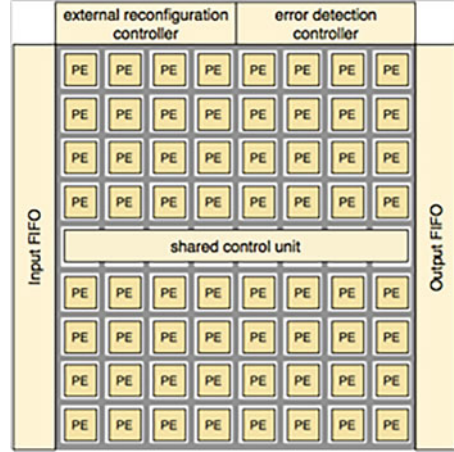 external reconfiguration
controller
error detection
controller
PE PE PE PE PE PE PE PE
PE PE PE PE PE PE PE PE
PE PE PE PE PE PE PE PE
PE PE PE PE PE PE PE PE
Input FIFO
shared control unit
Output FIFO
PE PE PE PE PE PE PE PE
PE PE PE PE PE PE PE PE
PE PE PE PE PE PE PE PE
PE PE PE PE PE PE PE PE